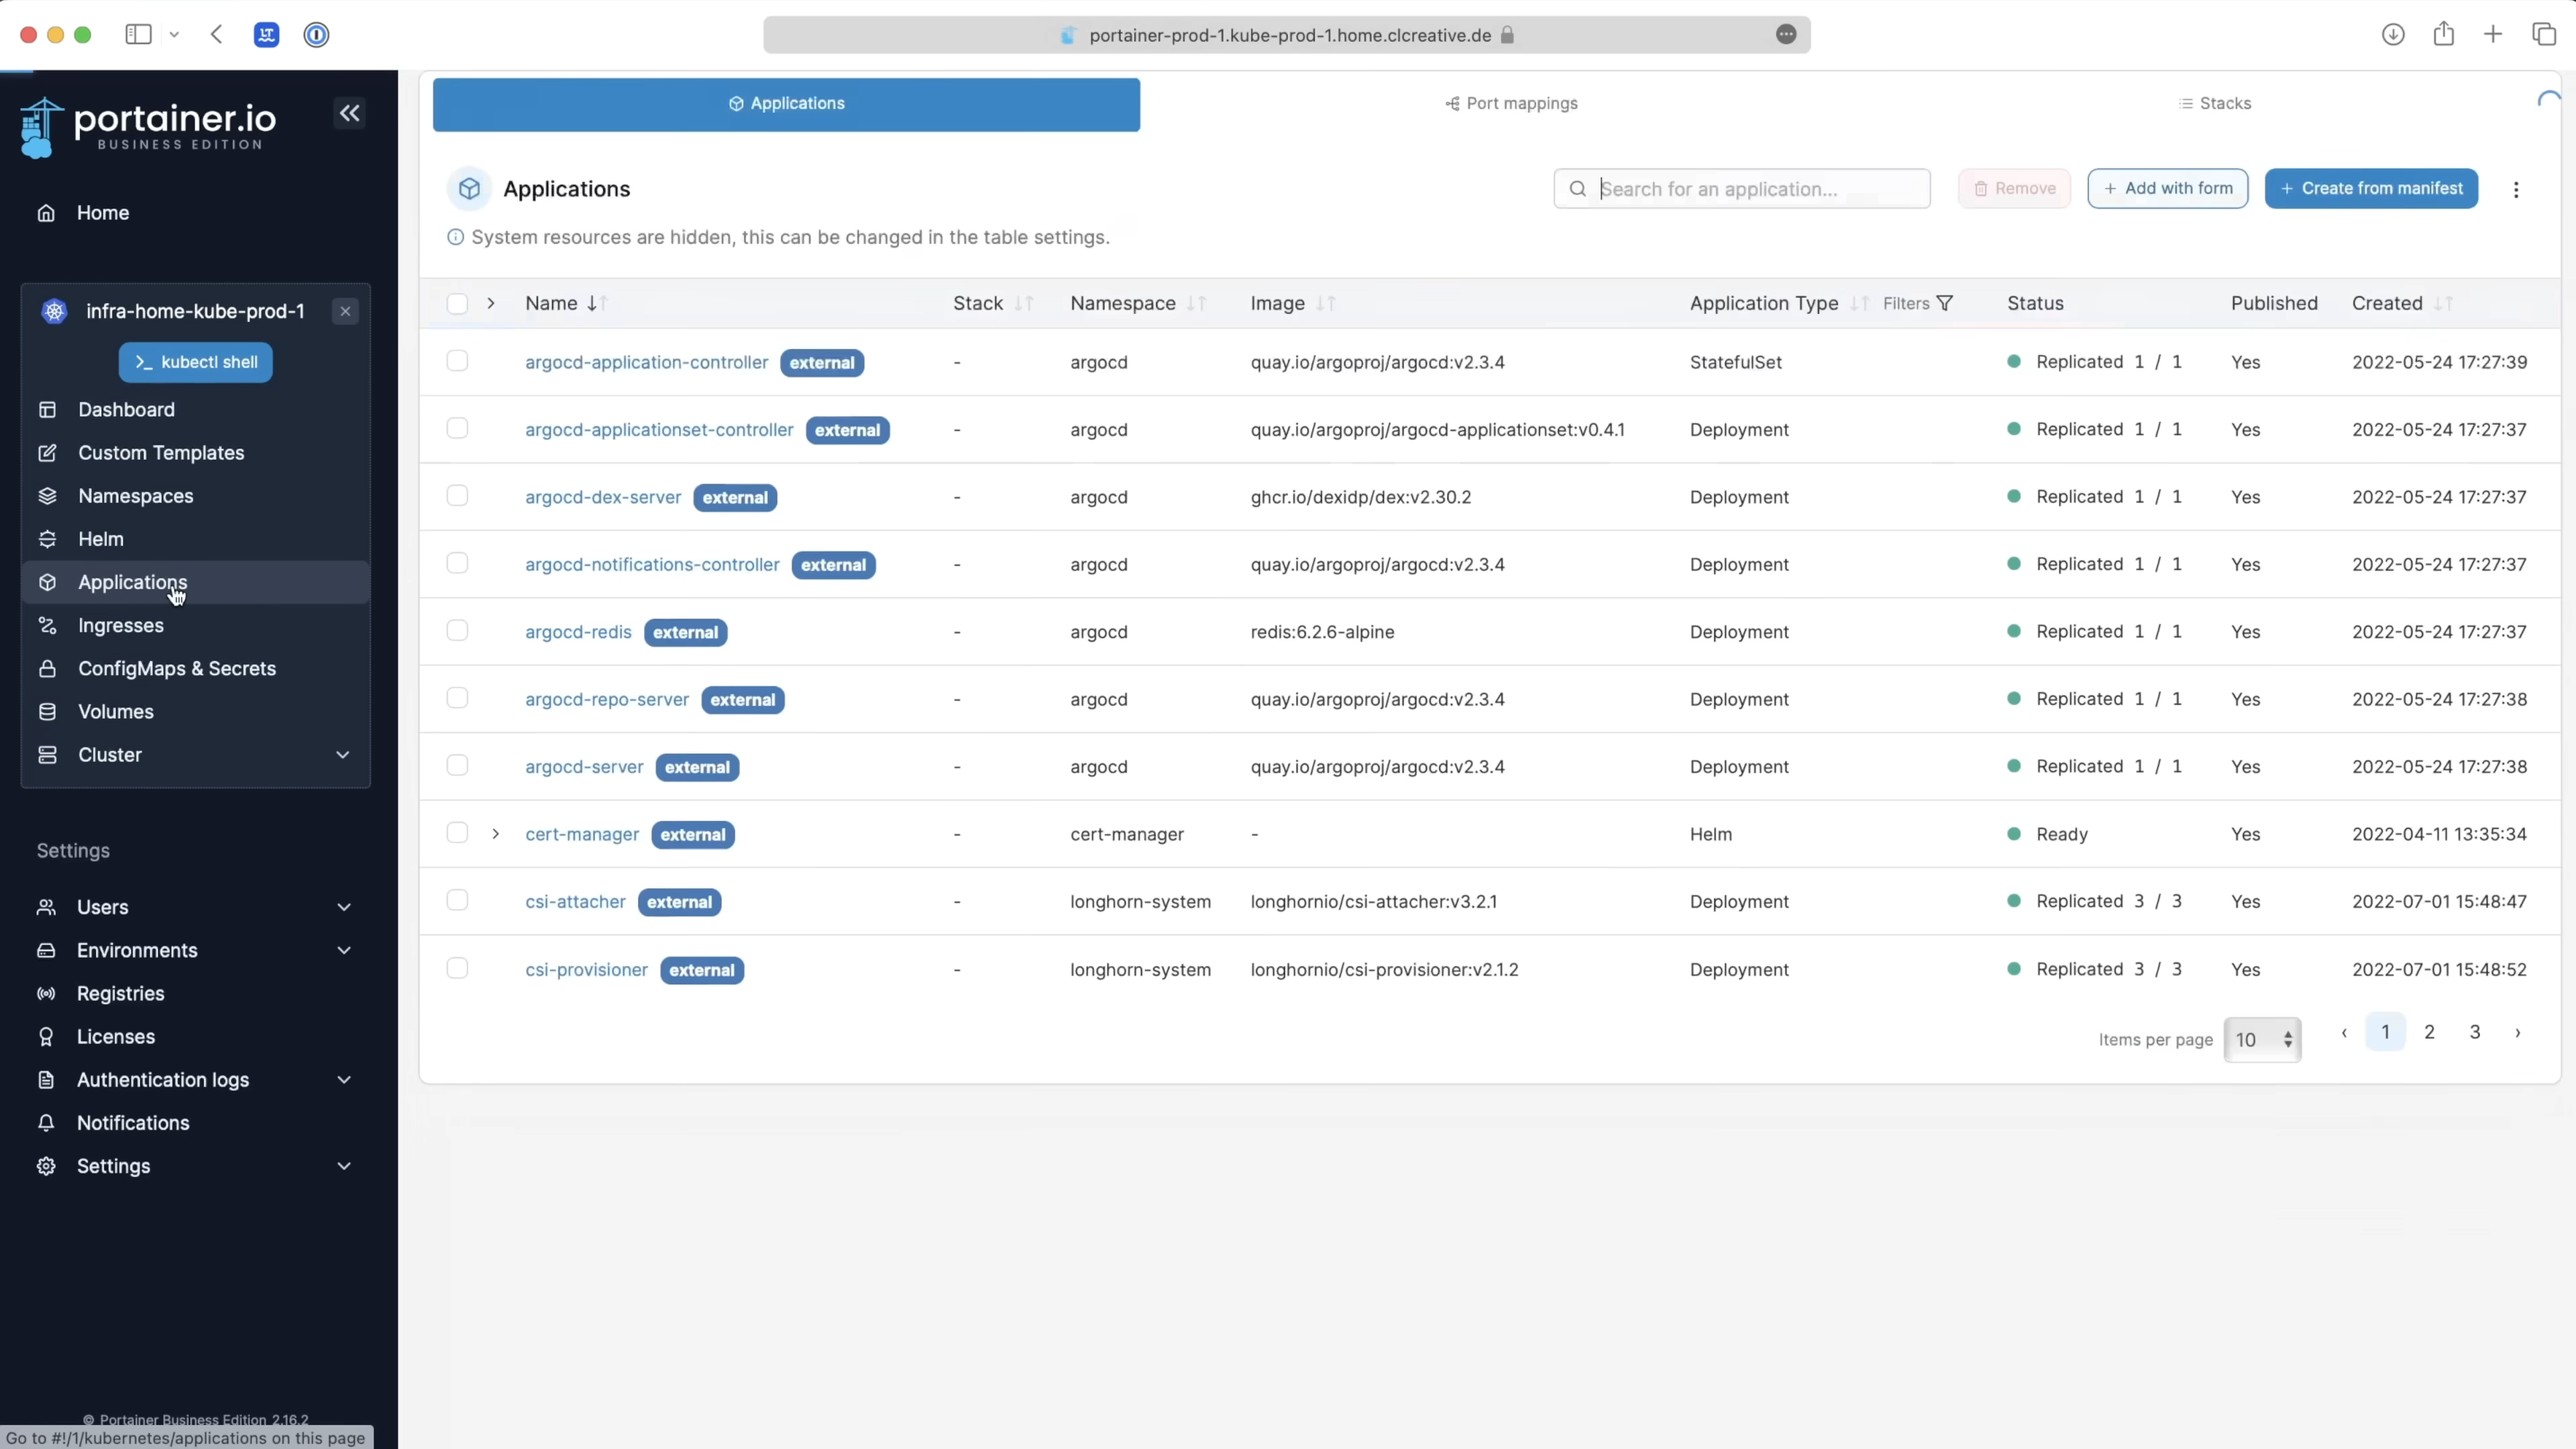 portainer-prod-1.kube-prod-1.home.clcreative.de
portainer.io
BUSINESS EDITION
Home
infra-home-kube-prod-1
kubectl shell
Dashboard
Custom Templates
Namespaces
Helm
Applications
Ingresses
ConfigMaps & Secrets
Volumes
Cluster
Settings
Users
Environments
Registries
Licenses
Authentication logs
Notifications
Settings
© Portainer Business Edition 2.16.2
Go to #!/1/kubernetes/applications on this page
Applications Port mappings Stacks
Applications Search for an application... Remove + Add with form + Create from manifest
System resources are hidden, this can be changed in the table settings.
Name Stack Namespace Image Application Type Filters Status Published Created
argocd-application-controller external - argocd quay.io/argoproj/argocd:v2.3.4 StatefulSet Replicated 1 / 1 Yes 2022-05-24 17:27:39
argocd-applicationset-controller external - argocd quay.io/argoproj/argocd-applicationset:v0.4.1 Deployment Replicated 1 / 1 Yes 2022-05-24 17:27:37
argocd-dex-server external - argocd ghcr.io/dexidp/dex:v2.30.2 Deployment Replicated 1 / 1 Yes 2022-05-24 17:27:37
argocd-notifications-controller external - argocd quay.io/argoproj/argocd:v2.3.4 Deployment Replicated 1 / 1 Yes 2022-05-24 17:27:37
argocd-redis external - argocd redis:6.2.6-alpine Deployment Replicated 1 / 1 Yes 2022-05-24 17:27:37
argocd-repo-server external - argocd quay.io/argoproj/argocd:v2.3.4 Deployment Replicated 1 / 1 Yes 2022-05-24 17:27:38
argocd-server external - argocd quay.io/argoproj/argocd:v2.3.4 Deployment Replicated 1 / 1 Yes 2022-05-24 17:27:38
cert-manager external - cert-manager - Helm Ready Yes 2022-04-11 13:35:34
csi-attacher external - longhorn-system longhornio/csi-attacher:v3.2.1 Deployment Replicated 3 / 3 Yes 2022-07-01 15:48:47
csi-provisioner external - longhorn-system longhornio/csi-provisioner:v2.1.2 Deployment Replicated 3 / 3 Yes 2022-07-01 15:48:52
Items per page 10 ‹ 1 2 3 ›